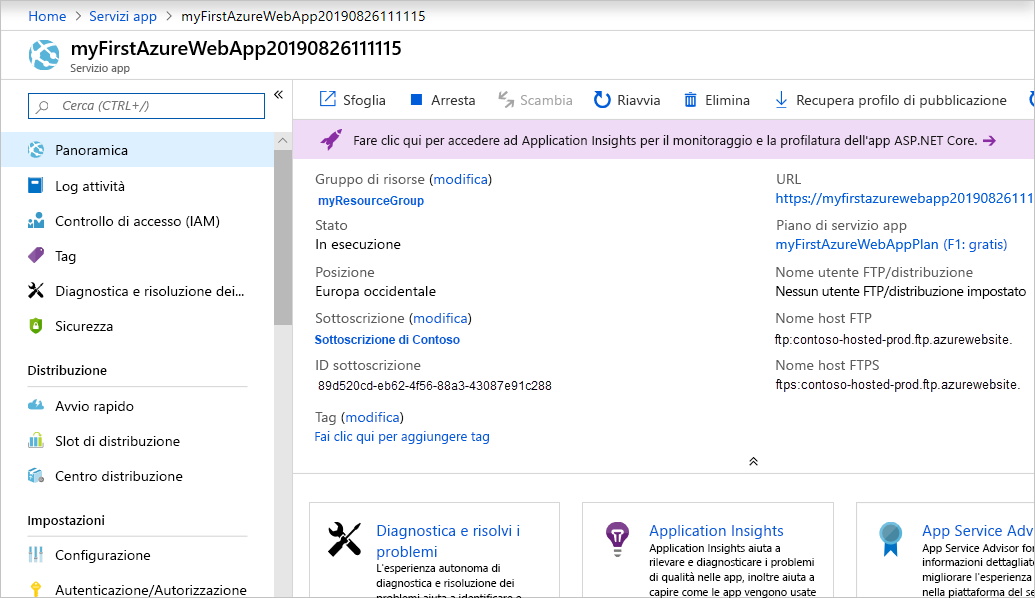 Home > Servizi app > myFirstAzureWebApp20190826111115
myFirstAzureWebApp20190826111115
Servizio app
Cerca (CTRL+/)
«
Panoramica
Log attività
Controllo di accesso (IAM)
Tag
Diagnostica e risoluzione dei...
Sicurezza
Distribuzione
Avvio rapido
Slot di distribuzione
Centro distribuzione
Impostazioni
Configurazione
Autenticazione/Autorizzazione
Sfoglia Arresta Scambia Riavvia Elimina Recupera profilo di pubblicazione
Fare clic qui per accedere ad Application Insights per il monitoraggio e la profilatura dell'app ASP.NET Core. →
Gruppo di risorse (modifica)
myResourceGroup
Stato
In esecuzione
Posizione
Europa occidentale
Sottoscrizione (modifica)
Sottoscrizione di Contoso
ID sottoscrizione
89d520cd-eb62-4f56-88a3-43087e91c288
Tag (modifica)
Fai clic qui per aggiungere tag
URL
https://myfirstazurewebapp20190826111
Piano di servizio app
myFirstAzureWebAppPlan (F1: gratis)
Nome utente FTP/distribuzione
Nessun utente FTP/distribuzione impostato
Nome host FTP
ftp:contoso-hosted-prod.ftp.azurewebsite.
Nome host FTPS
ftps:contoso-hosted-prod.ftp.azurewebsite.
Diagnostica e risolvi i
problemi
L'esperienza autonoma di
diagnostica e risoluzione dei
problemi aiuta a identificare e
Application Insights
Application Insights aiuta a
rilevare e diagnosticare i problemi
di qualità nelle app, inoltre aiuta a
capire come le app vengono usate
App Service Adv
App Service Advisor for
informazioni dettagliat
migliorare l'esperienza
nella piattaforma del se